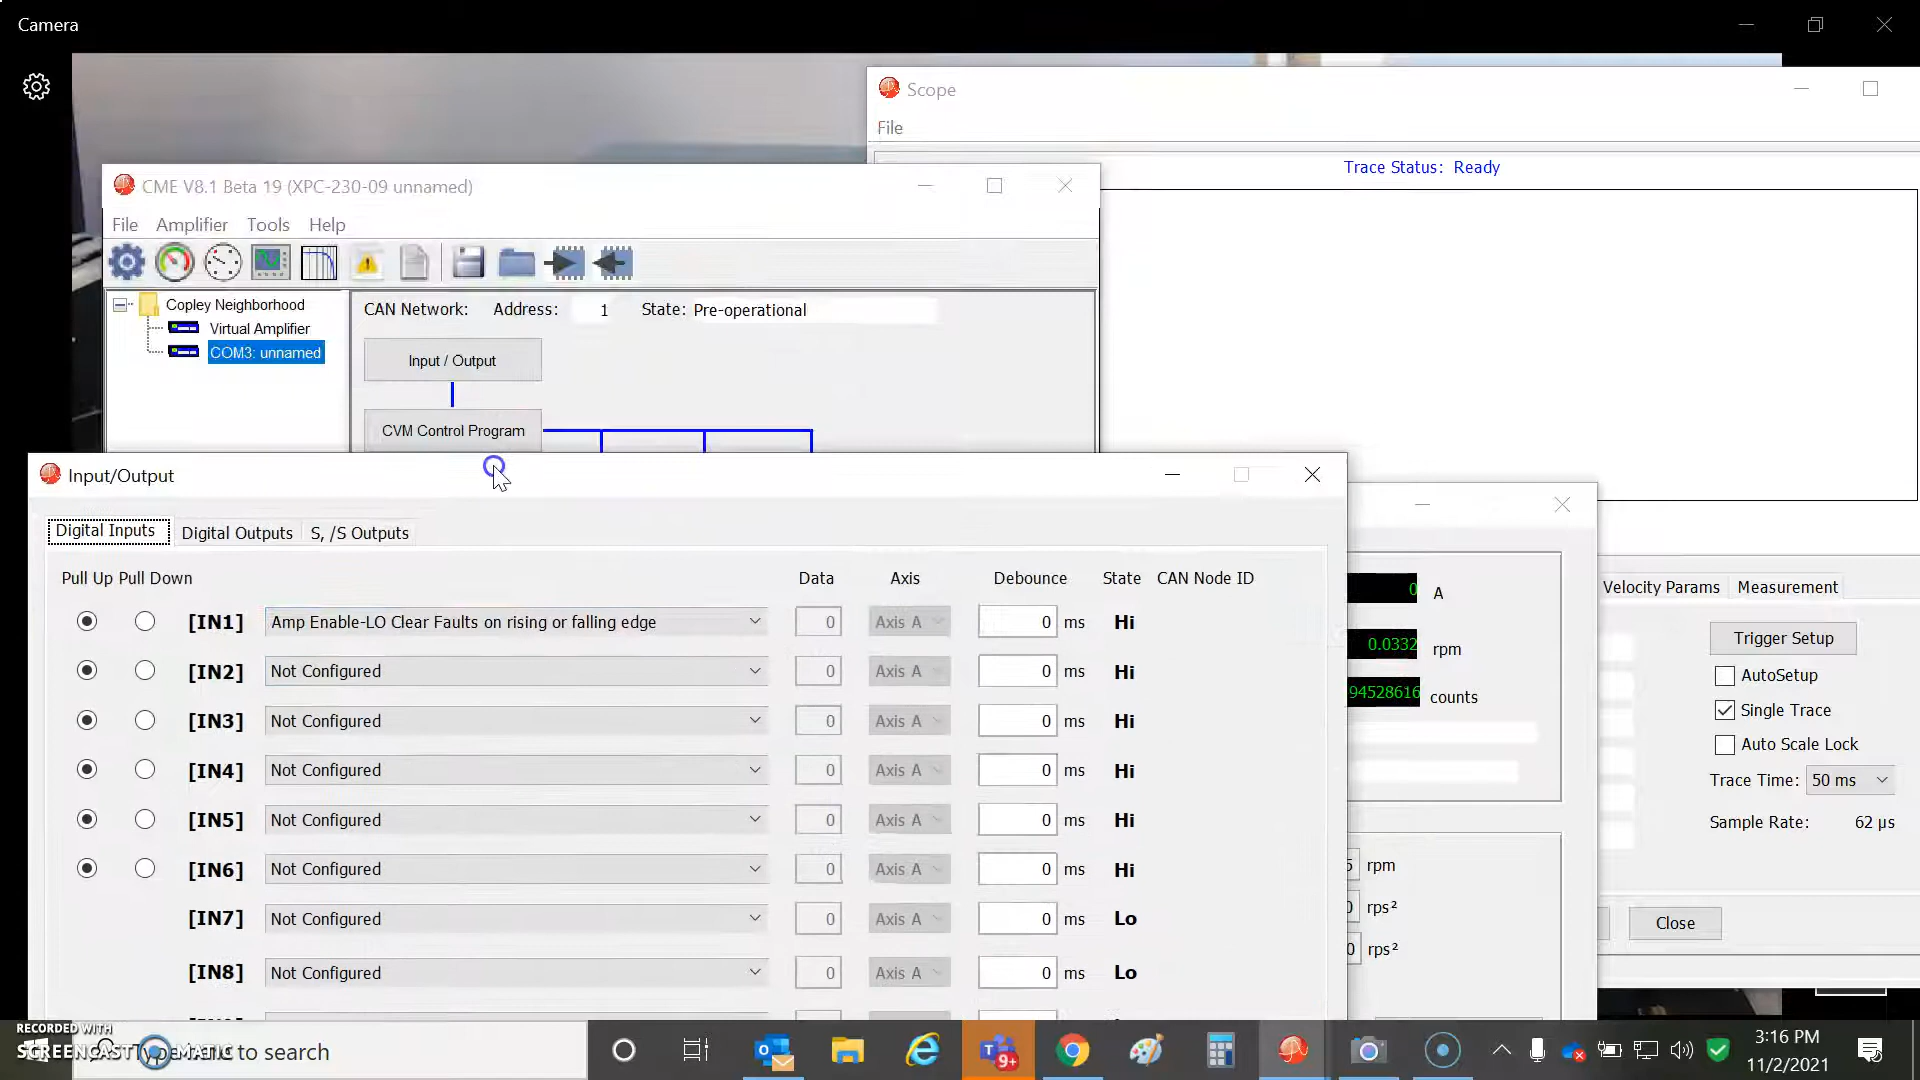 Camera
Scope
File
Trace Status: Ready
CME V8.1 Beta 19 (XPC-230-09 unnamed)
File Amplifier Tools Help
Copley Neighborhood
Virtual Amplifier
COM3: unnamed
CAN Network: Address: 1 State: Pre-operational
Input / Output
CVM Control Program
Input/Output
Digital Inputs Digital Outputs S, /S Outputs
Pull Up Pull Down Data Axis Debounce State CAN Node ID
[IN1] Amp Enable-LO Clear Faults on rising or falling edge 0 Axis A 0 ms Hi
[IN2] Not Configured 0 Axis A 0 ms Hi
[IN3] Not Configured 0 Axis A 0 ms Hi
[IN4] Not Configured 0 Axis A 0 ms Hi
[IN5] Not Configured 0 Axis A 0 ms Hi
[IN6] Not Configured 0 Axis A 0 ms Hi
[IN7] Not Configured 0 Axis A 0 ms Lo
[IN8] Not Configured 0 Axis A 0 ms Lo
0 A
0.0332 rpm
94528616 counts
rpm
0 rps²
0 rps²
Velocity Params Measurement
Trigger Setup
AutoSetup
Single Trace
Auto Scale Lock
Trace Time: 50 ms
Sample Rate: 62 µs
Close
RECORDED WITH
SCREENCAST MATIC
Type here to search
9+
3:16 PM
11/2/2021